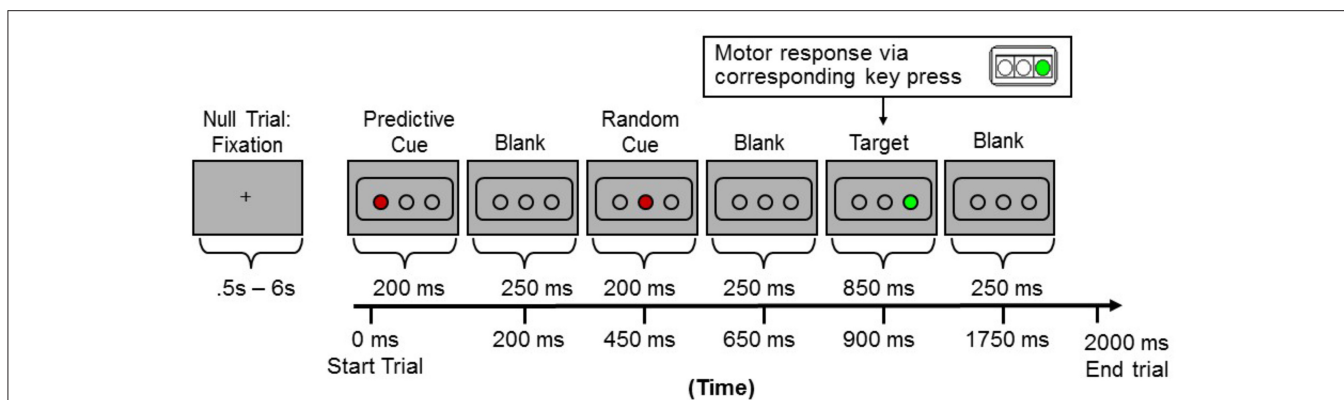 Motor response via
corresponding key press
Null Trial:
Fixation
Predictive
Cue
Blank
Random
Cue
Blank
Target
Blank
+
.5s – 6s
200 ms
250 ms
200 ms
250 ms
850 ms
250 ms
0 ms
200 ms
450 ms
650 ms
900 ms
1750 ms
2000 ms
Start Trial
End trial
(Time)